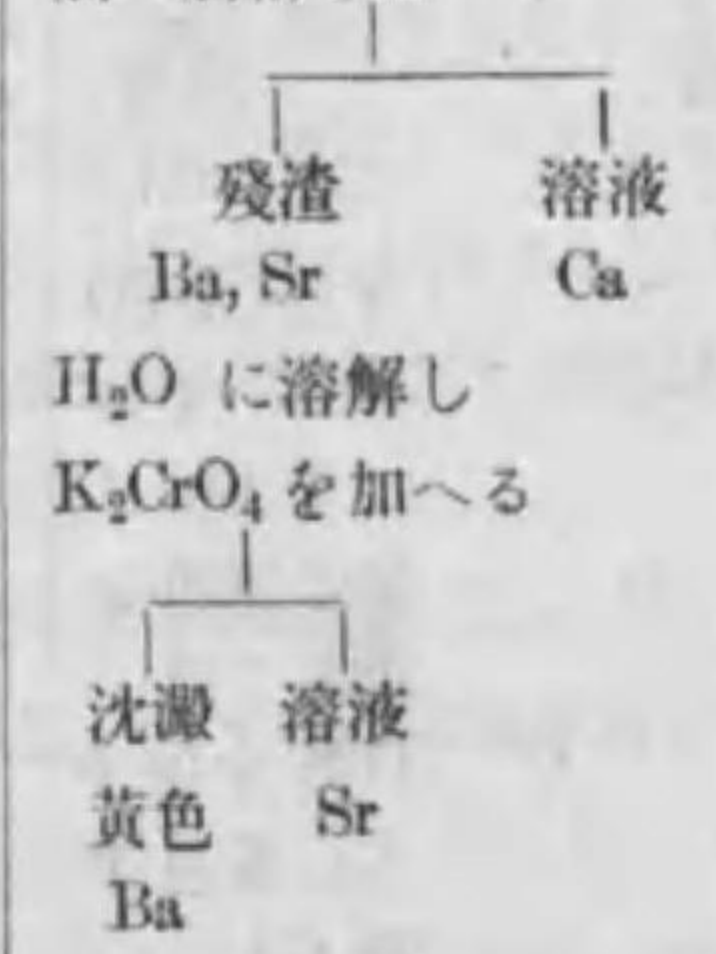 殘渣 溶液
Ba, Sr Ca
H₂O に溶解し
K₂CrO₄ を加へる
沈澱 溶液
黃色 Sr
Ba